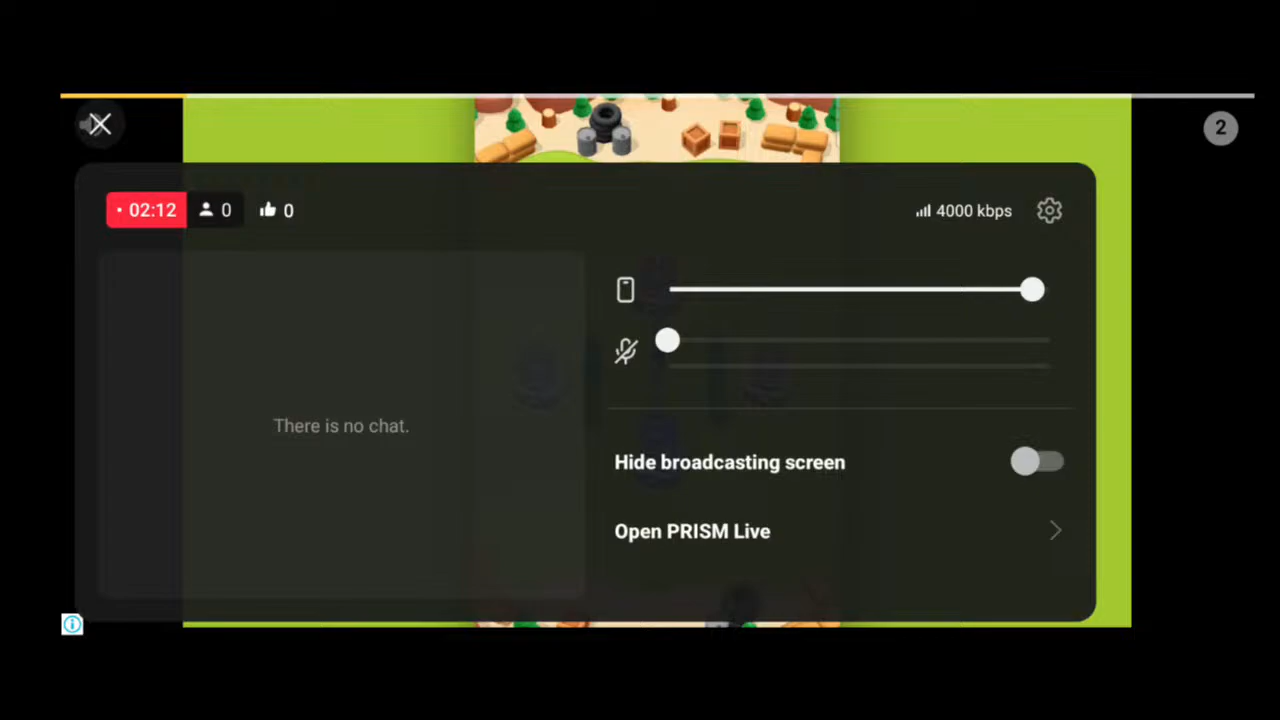 2
02:12 0 0
4000 kbps
There is no chat.
Hide broadcasting screen
Open PRISM Live